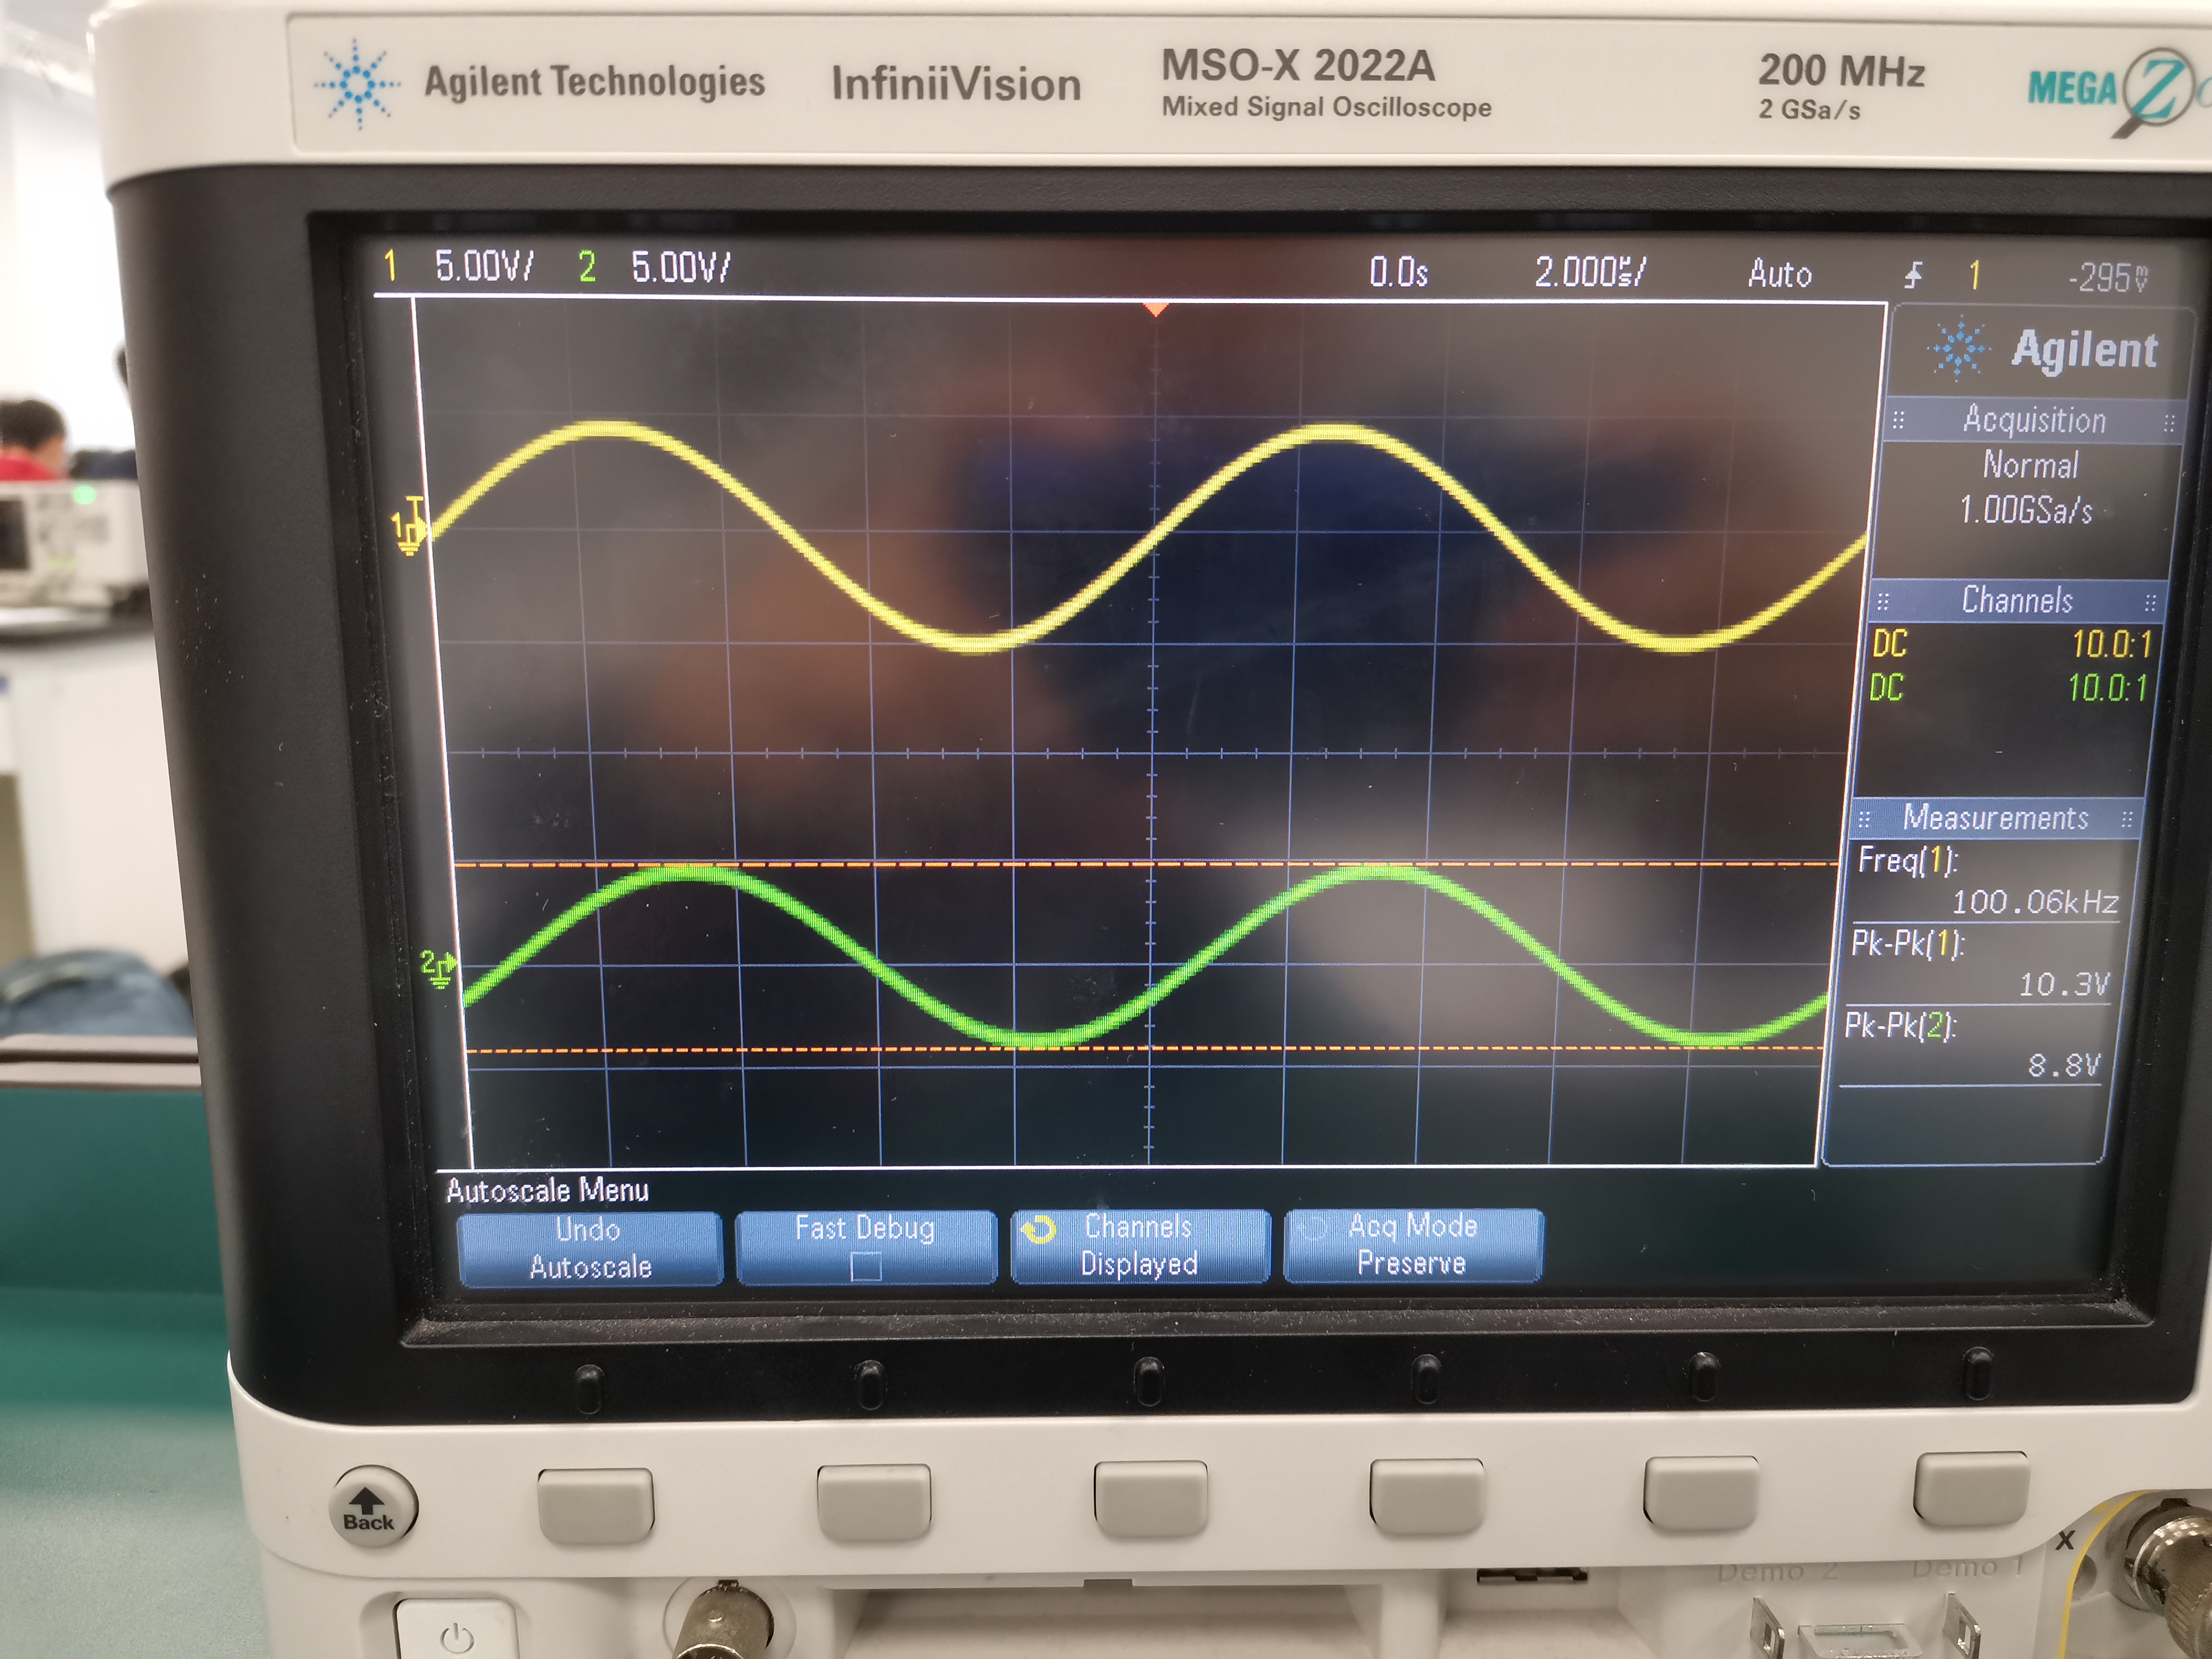 Agilent Technologies InfiniiVision MSO-X 2022A 200 MHz MEGA Z
Mixed Signal Oscilloscope 2 GSa/s
1 5.00V/ 2 5.00V/ 0.0s 2.000µs/ Auto 1 -295mV
Agilent
Acquisition
Normal
1.00GSa/s
Channels
DC 10.0:1
DC 10.0:1
Measurements
Freq(1):
100.06kHz
Pk-Pk(1):
10.3V
Pk-Pk(2):
8.8V
T
1
2
Autoscale Menu
Undo
Autoscale
Fast Debug
Channels
Displayed
Acq Mode
Preserve
Back
X
Demo 2 Demo 1